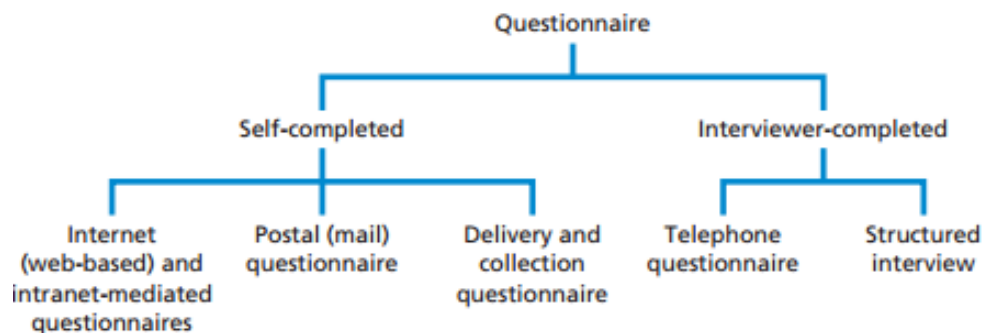 Questionnaire
Self-completed
Interviewer-completed
Internet
(web-based) and
intranet-mediated
questionnaires
Postal (mail)
questionnaire
Delivery and
collection
questionnaire
Telephone
questionnaire
Structured
interview